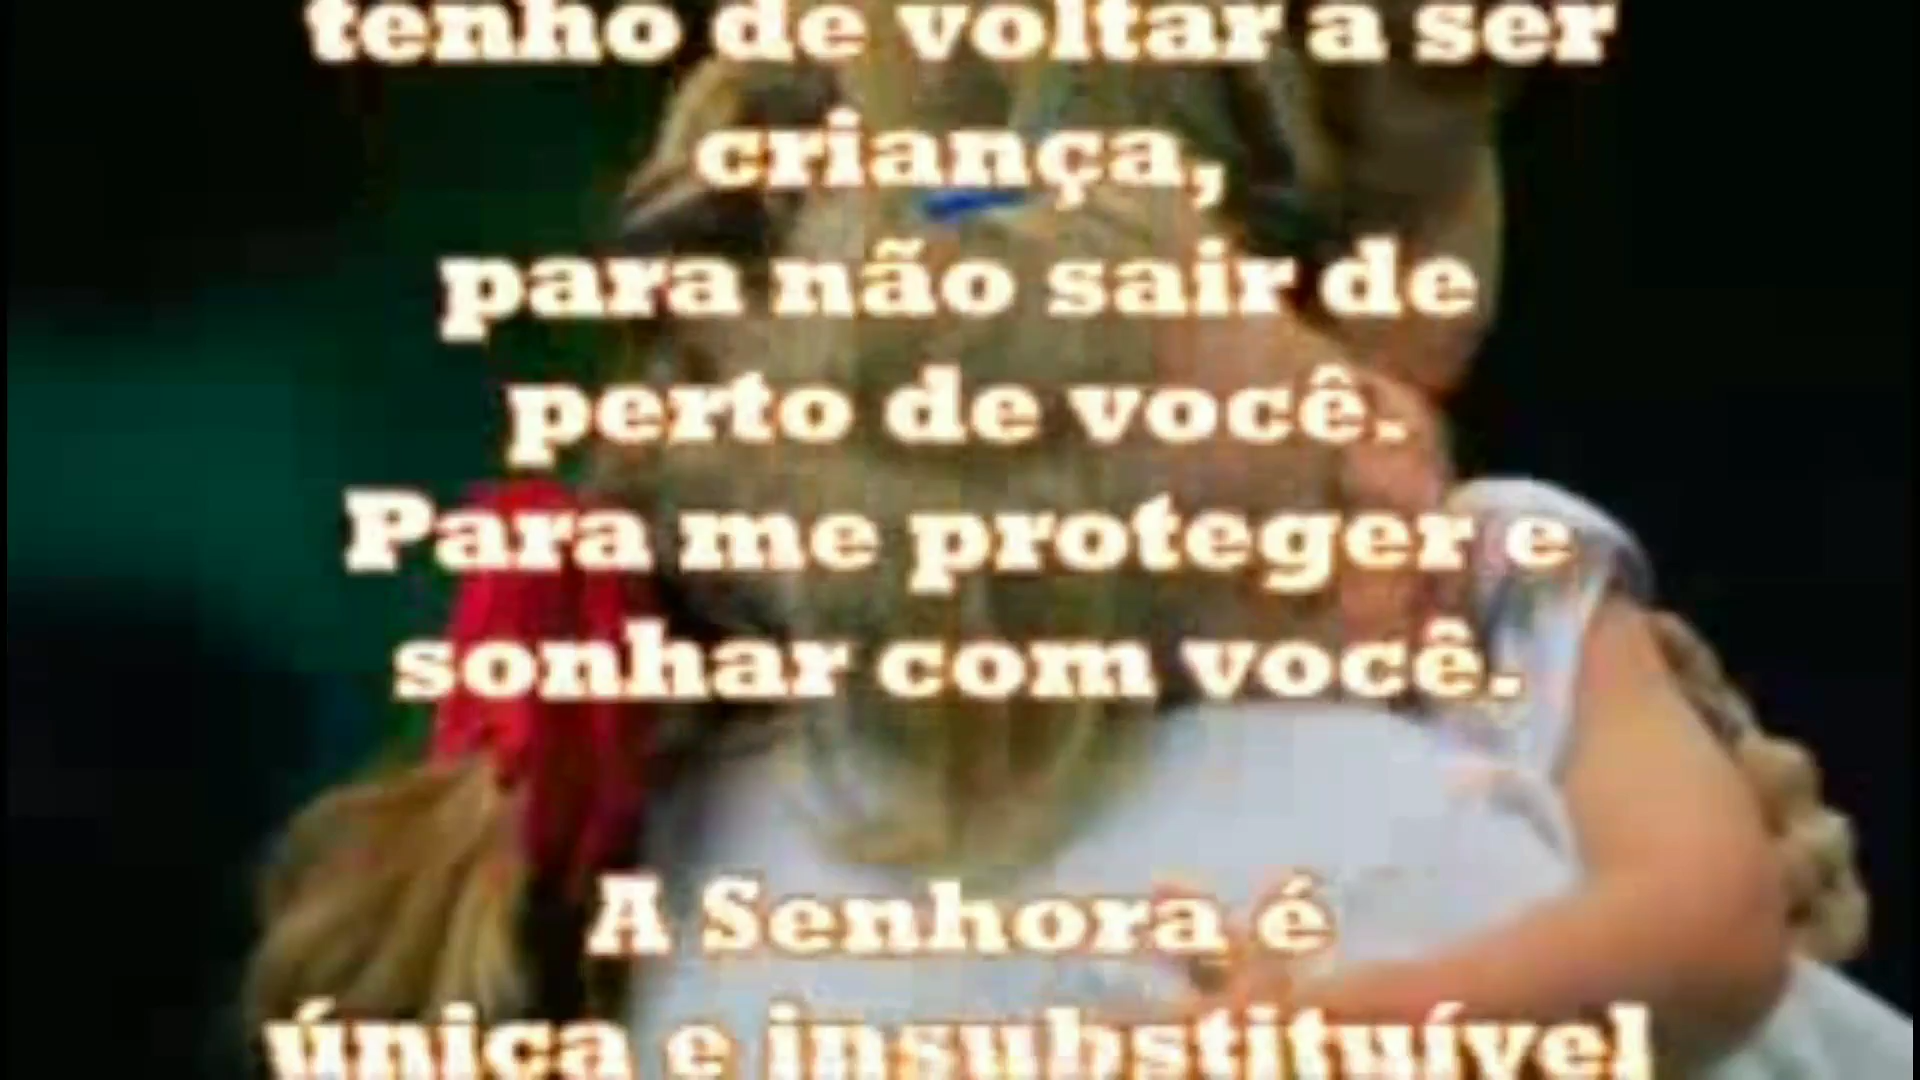 tenho de voltar a ser
criança,
para não sair de
perto de você.
Para me proteger e
sonhar com você.
A Senhora é
única e insubstituível